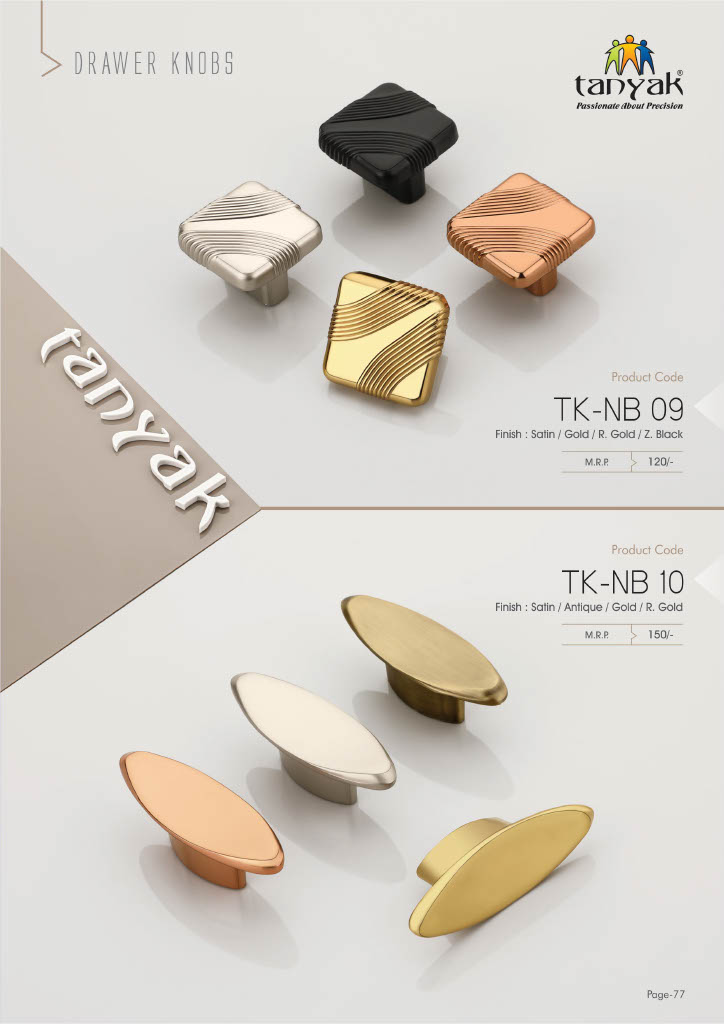 DRAWER KNOBS
tanyak®
Passionate About Precision
Product Code
TK-NB 09
Finish : Satin / Gold / R. Gold / Z. Black
M.R.P. 120/-
tanyak
Product Code
TK-NB 10
Finish : Satin / Antique / Gold / R. Gold
M.R.P. 150/-
Page-77